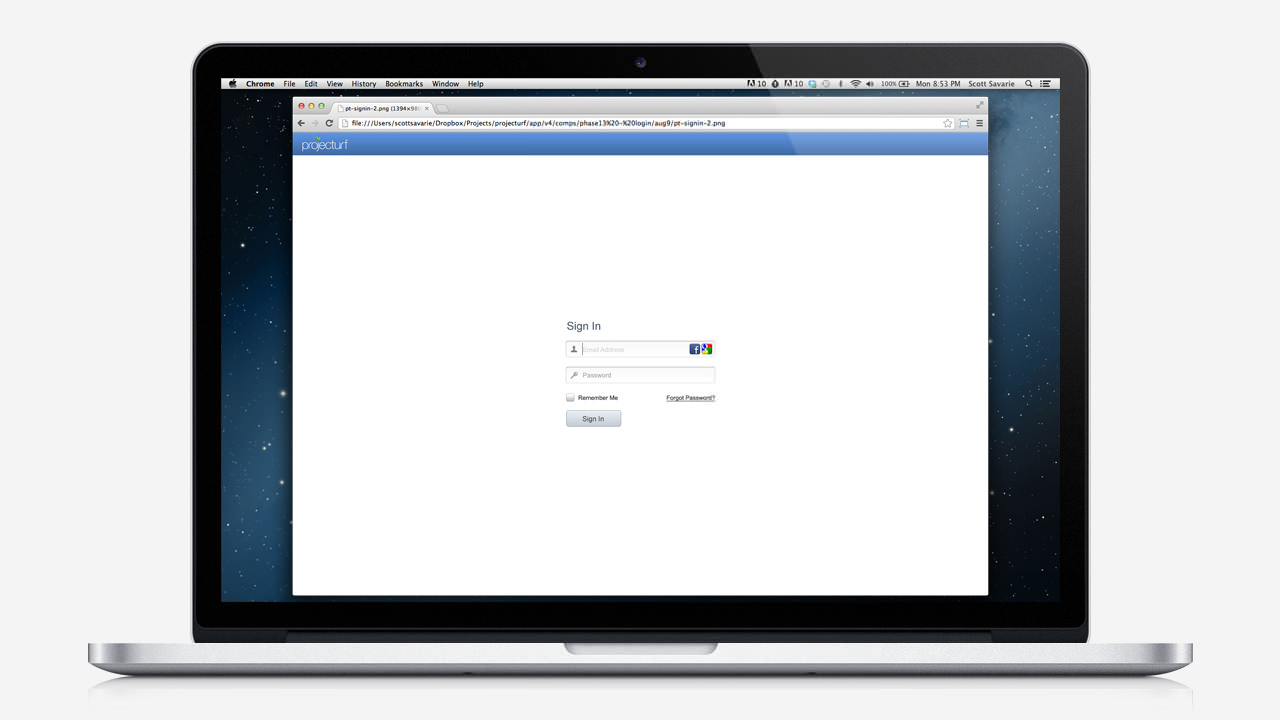 Chrome File Edit View History Bookmarks Window Help 10 10 100% Mon 8:53 PM Scott Savarie
pt-signin-2.png (1394×98
file:///Users/scottsavarie/Dropbox/Projects/projecturf/app/v4/comps/phase13%20-%20login/aug9/pt-signin-2.png
projecturf
Sign In
Email Address
Password
Remember Me Forgot Password?
Sign In